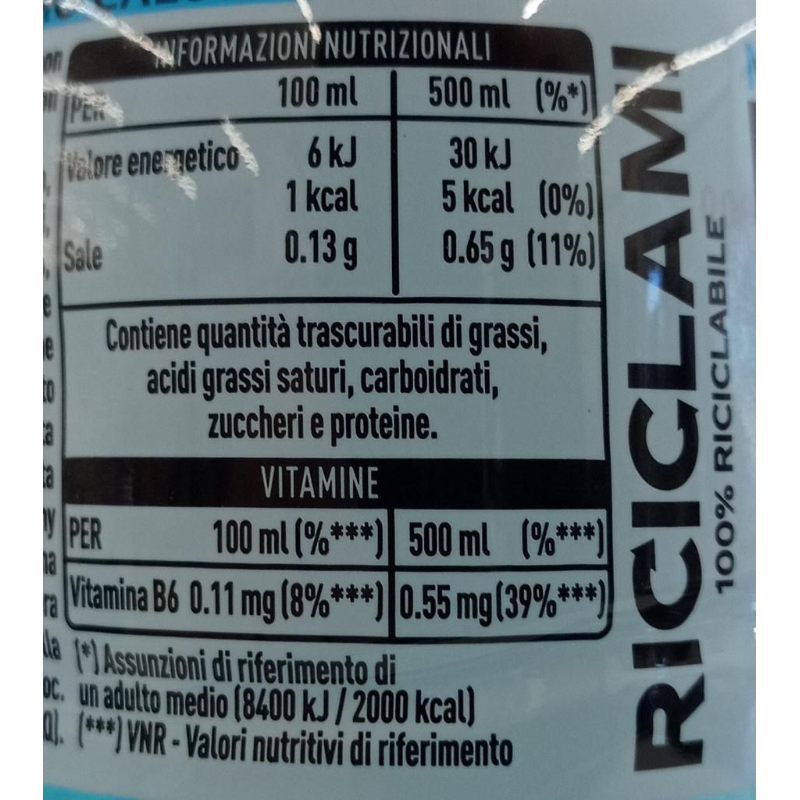 INFORMAZIONI NUTRIZIONALI
PER 100 ml 500 ml (%*)
Valore energetico 6 kJ 30 kJ
1 kcal 5 kcal (0%)
Sale 0.13 g 0.65 g (11%)
Contiene quantità trascurabili di grassi,
acidi grassi saturi, carboidrati,
zuccheri e proteine.
VITAMINE
PER 100 ml (%***) 500 ml (%***)
Vitamina B6 0.11 mg (8%***) 0.55 mg (39%***)
(*) Assunzioni di riferimento di
un adulto medio (8400 kJ / 2000 kcal)
(***) VNR - Valori nutritivi di riferimento
RICICLAMI
100% RICICLABILE